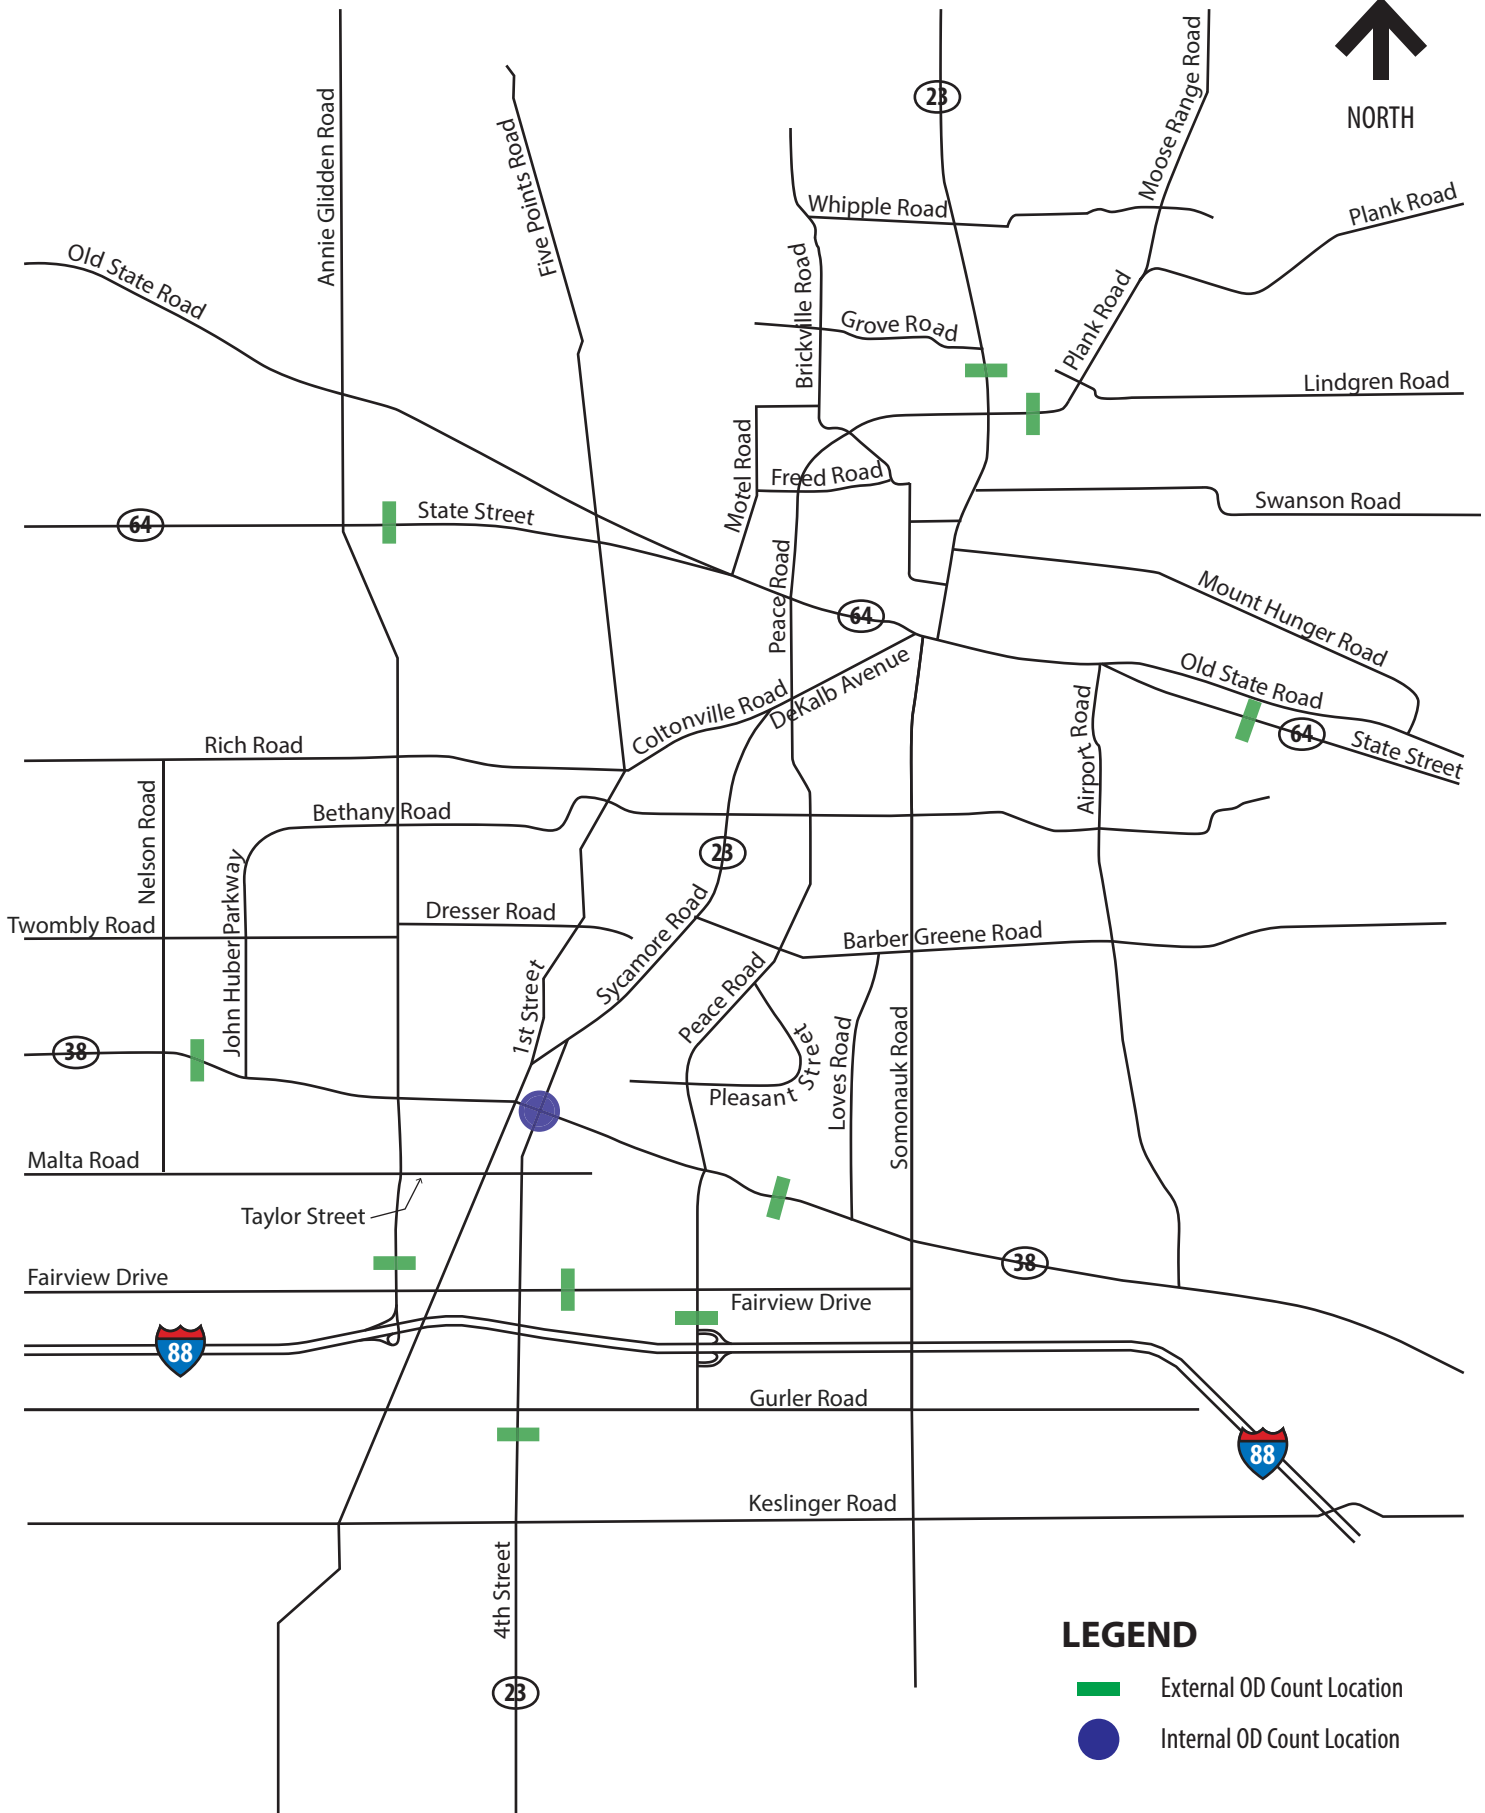 23
Moose Range Road
NORTH
Annie Glidden Road
Five Points Road
Whipple Road
Plank Road
Old State Road
Brickville Road
Grove Road
Plank Road
Lindgren Road
Motel Road
Freed Road
Swanson Road
64
State Street
Peace Road
64
Mount Hunger Road
Old State Road
64
State Street
Coltonville Road
DeKalb Avenue
Airport Road
Rich Road
Nelson Road
Bethany Road
23
John Huber Parkway
Twombly Road
Dresser Road
Sycamore Road
Barber Greene Road
1st Street
Peace Road
38
Pleasant Street
Loves Road
Somonauk Road
Malta Road
Taylor Street
38
Fairview Drive
Fairview Drive
88
Gurler Road
88
Keslinger Road
4th Street
23
LEGEND
External OD Count Location
Internal OD Count Location